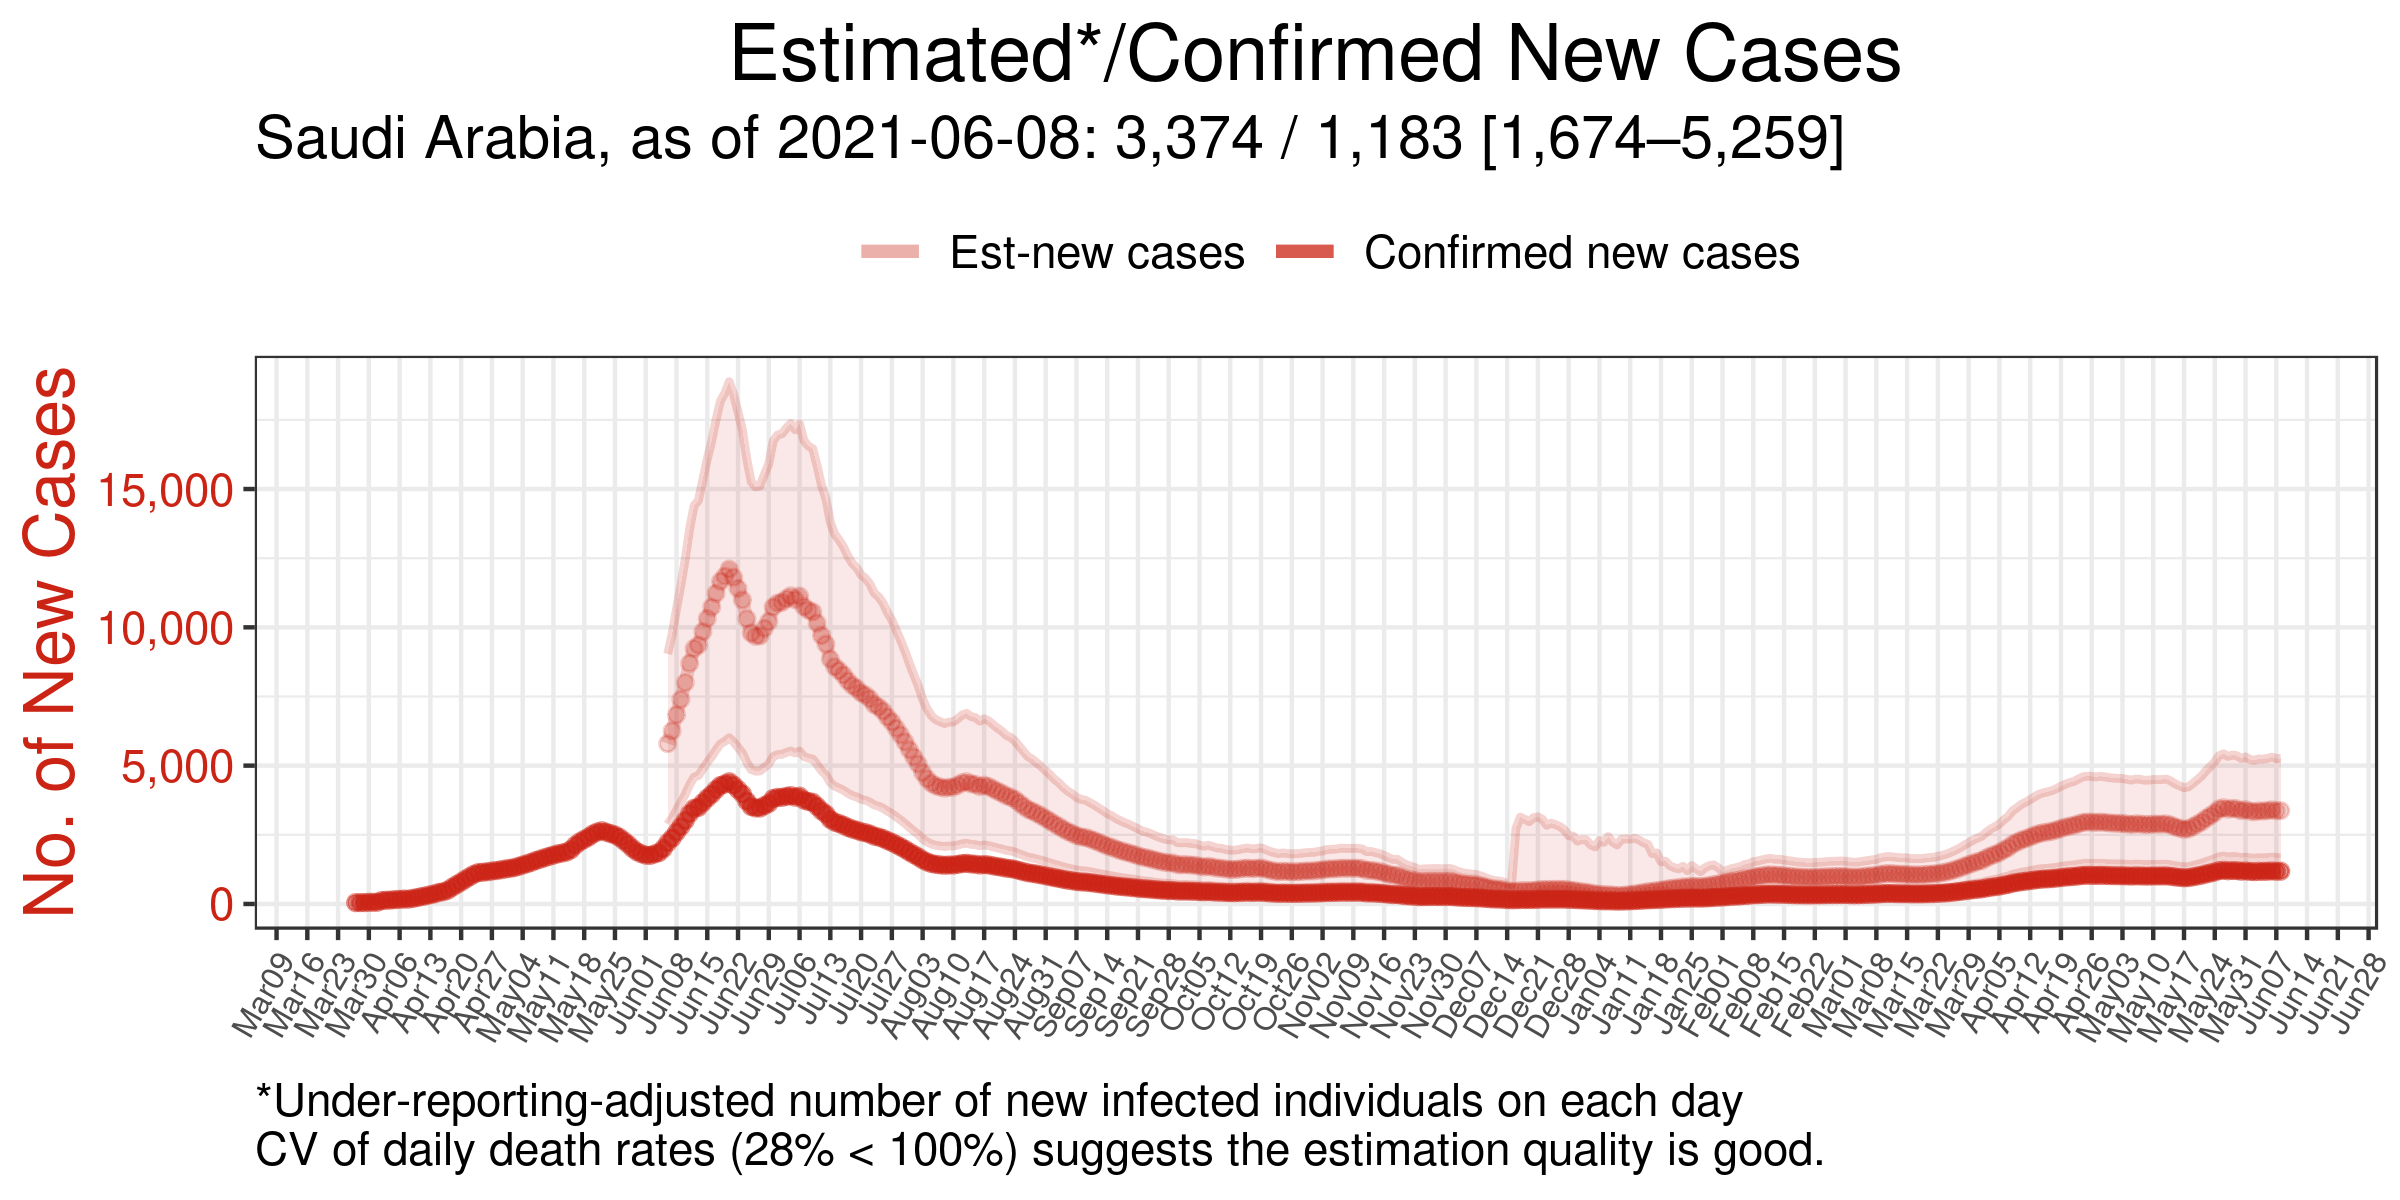 Estimated*/Confirmed New Cases
Saudi Arabia, as of 2021-06-08: 3,374 / 1,183 [1,674–5,259]
Est-new cases Confirmed new cases
No. of New Cases
15,000
10,000
5,000
0
Mar09 Mar16 Mar23 Mar30 Apr06 Apr13 Apr20 Apr27 May04 May11 May18 May25 Jun01 Jun08 Jun15 Jun22 Jun29 Jul06 Jul13 Jul20 Jul27 Aug03 Aug10 Aug17 Aug24 Aug31 Sep07 Sep14 Sep21 Sep28 Oct05 Oct12 Oct19 Oct26 Nov02 Nov09 Nov16 Nov23 Nov30 Dec07 Dec14 Dec21 Dec28 Jan04 Jan11 Jan18 Jan25 Feb01 Feb08 Feb15 Feb22 Mar01 Mar08 Mar15 Mar22 Mar29 Apr05 Apr12 Apr19 Apr26 May03 May10 May17 May24 May31 Jun07 Jun14 Jun21 Jun28
*Under-reporting-adjusted number of new infected individuals on each day
CV of daily death rates (28% < 100%) suggests the estimation quality is good.